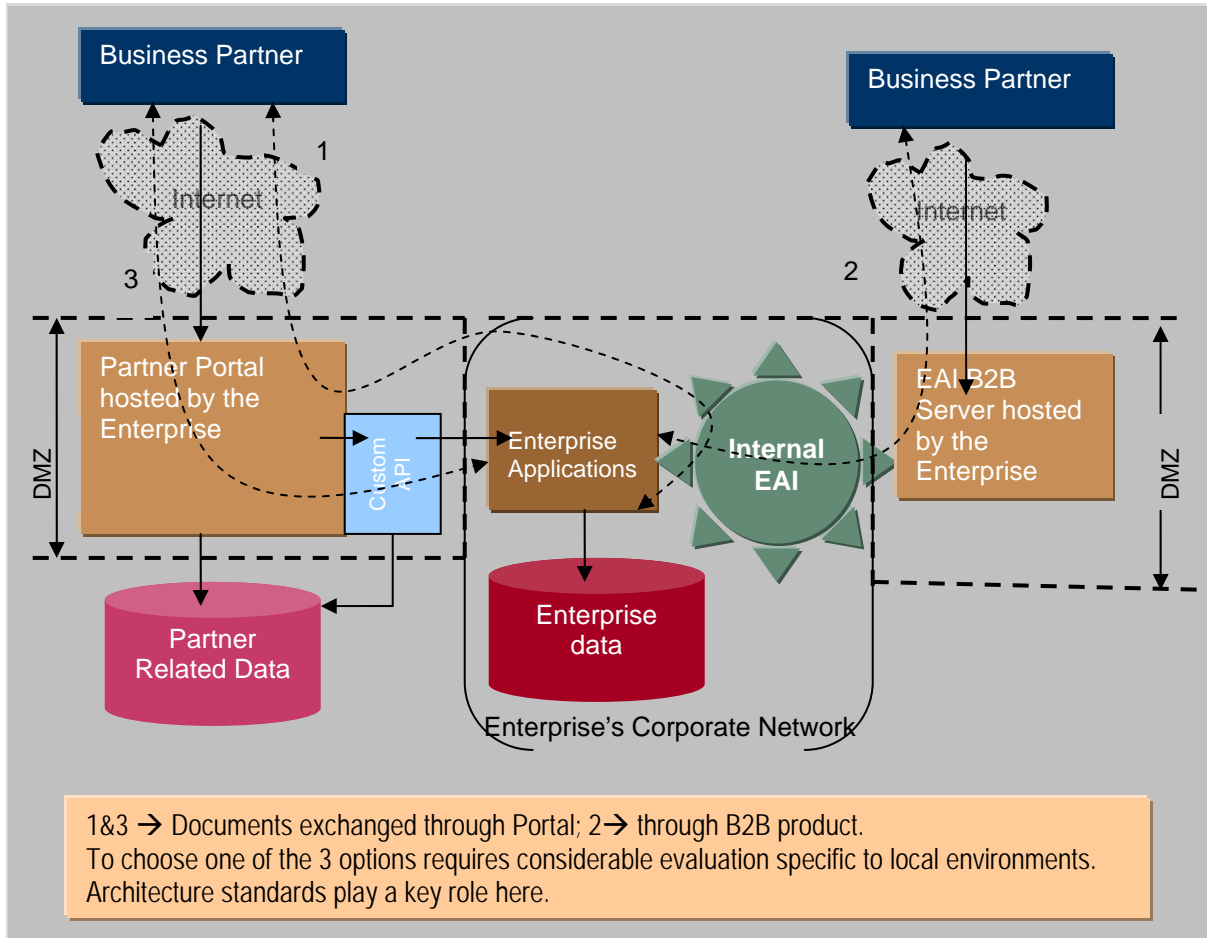 Business Partner
Business Partner
1
Internet
Internet
3
2
Partner Portal
hosted by the
Enterprise
EAI B2B
Server hosted
by the
Enterprise
DMZ
Custom
API
Enterprise
Applications
Internal
EAI
DMZ
Partner
Related Data
Enterprise
data
Enterprise’s Corporate Network
1&3 → Documents exchanged through Portal; 2→ through B2B product.
To choose one of the 3 options requires considerable evaluation specific to local environments.
Architecture standards play a key role here.